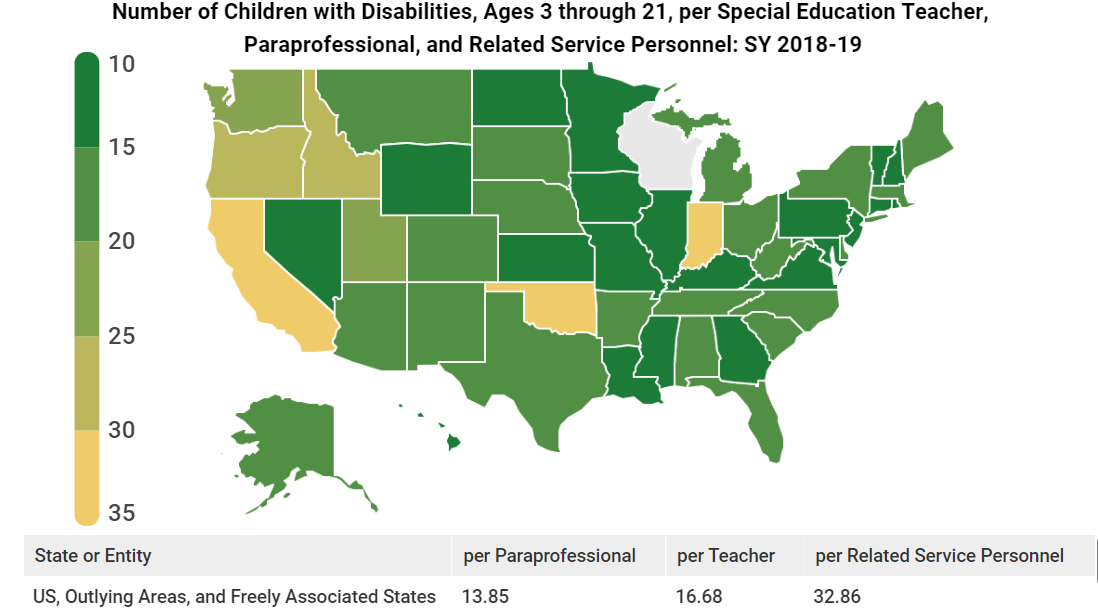 Number of Children with Disabilities, Ages 3 through 21, per Special Education Teacher,
Paraprofessional, and Related Service Personnel: SY 2018-19
10
15
20
25
30
35
State or Entity per Paraprofessional per Teacher per Related Service Personnel
US, Outlying Areas, and Freely Associated States 13.85 16.68 32.86